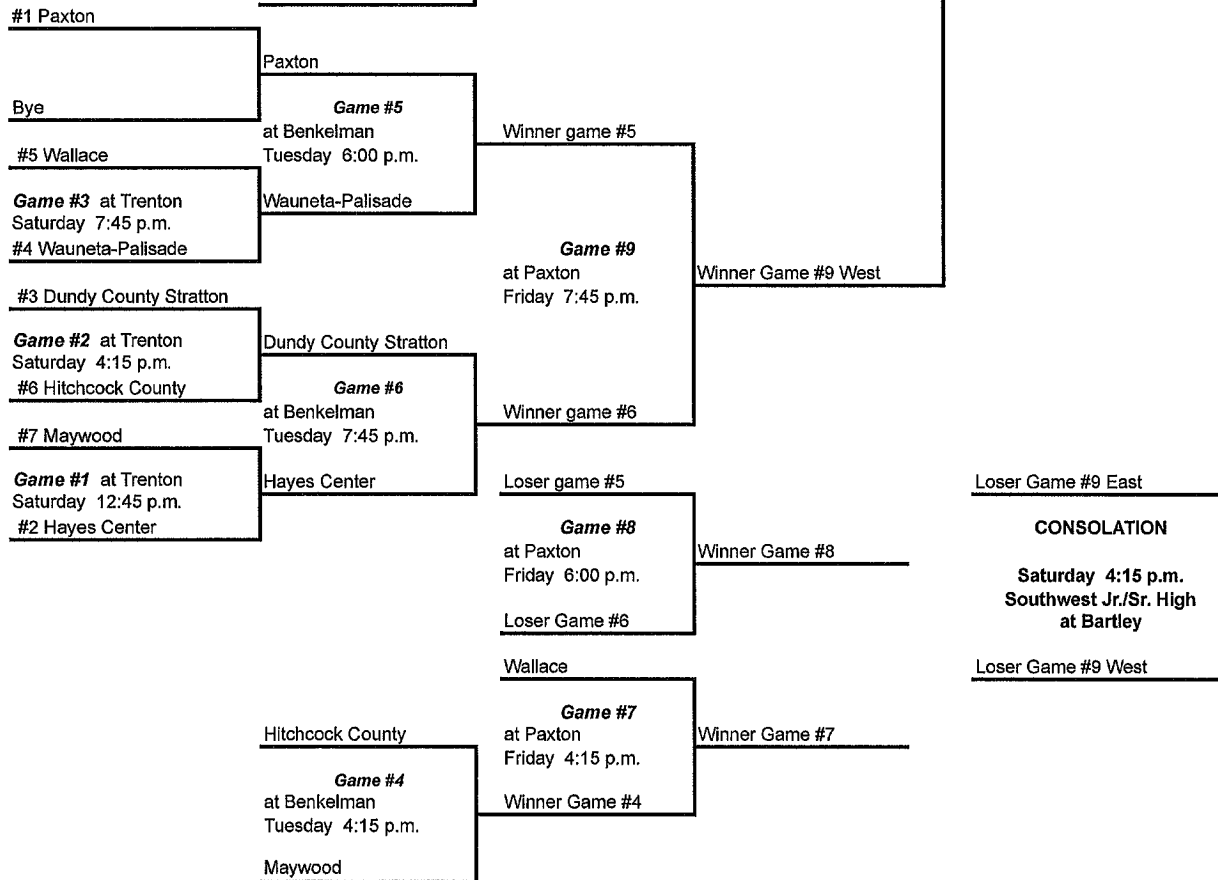 #1 Paxton
Paxton
Bye
Game #5
at Benkelman
Tuesday 6:00 p.m.
Winner game #5
#5 Wallace
Game #3 at Trenton
Saturday 7:45 p.m.
#4 Wauneta-Palisade
Wauneta-Palisade
Game #9
at Paxton
Friday 7:45 p.m.
Winner Game #9 West
#3 Dundy County Stratton
Game #2 at Trenton
Saturday 4:15 p.m.
#6 Hitchcock County
Dundy County Stratton
Game #6
at Benkelman
Tuesday 7:45 p.m.
Winner game #6
#7 Maywood
Game #1 at Trenton
Saturday 12:45 p.m.
#2 Hayes Center
Hayes Center
Loser game #5
Game #8
at Paxton
Friday 6:00 p.m.
Loser Game #6
Winner Game #8
Loser Game #9 East
CONSOLATION
Saturday 4:15 p.m.
Southwest Jr./Sr. High
at Bartley
Loser Game #9 West
Wallace
Game #7
at Paxton
Friday 4:15 p.m.
Winner Game #7
Hitchcock County
Game #4
at Benkelman
Tuesday 4:15 p.m.
Winner Game #4
Maywood